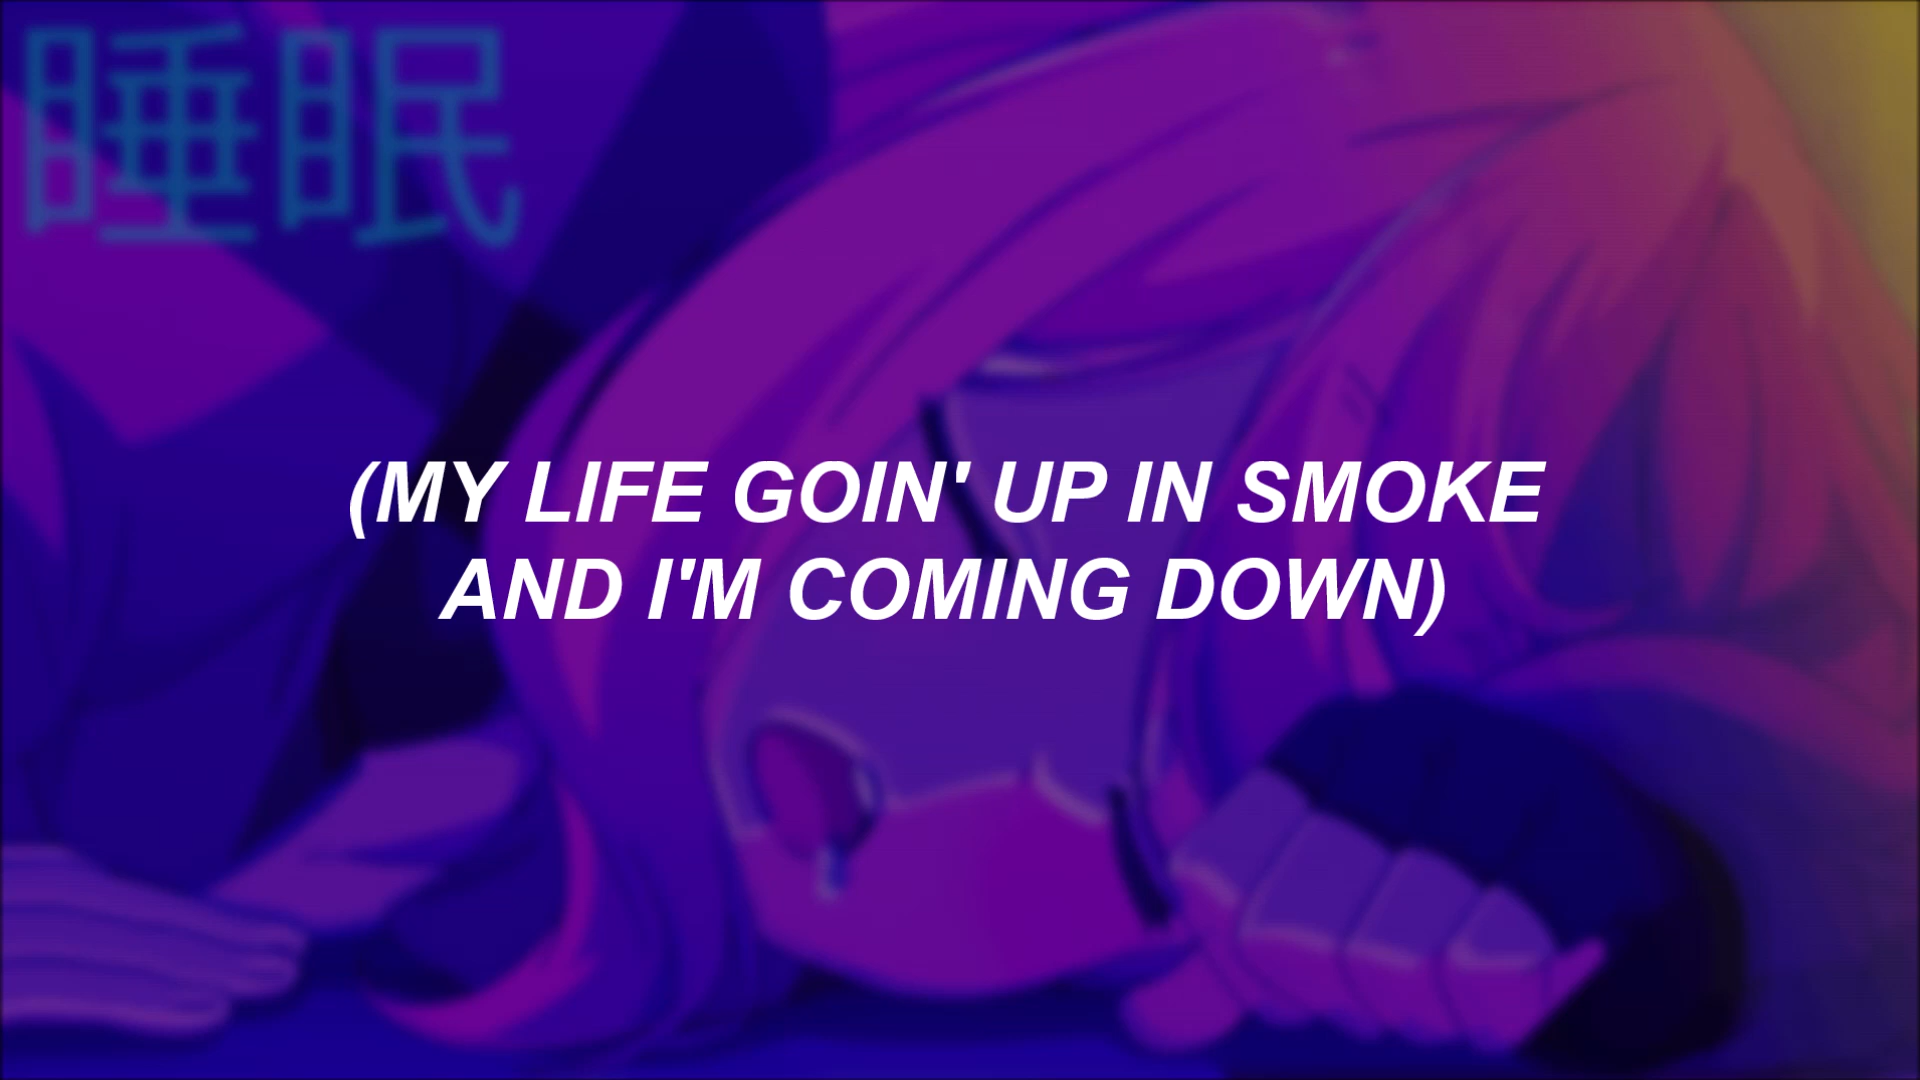 睡眠
(MY LIFE GOIN' UP IN SMOKE
AND I'M COMING DOWN)